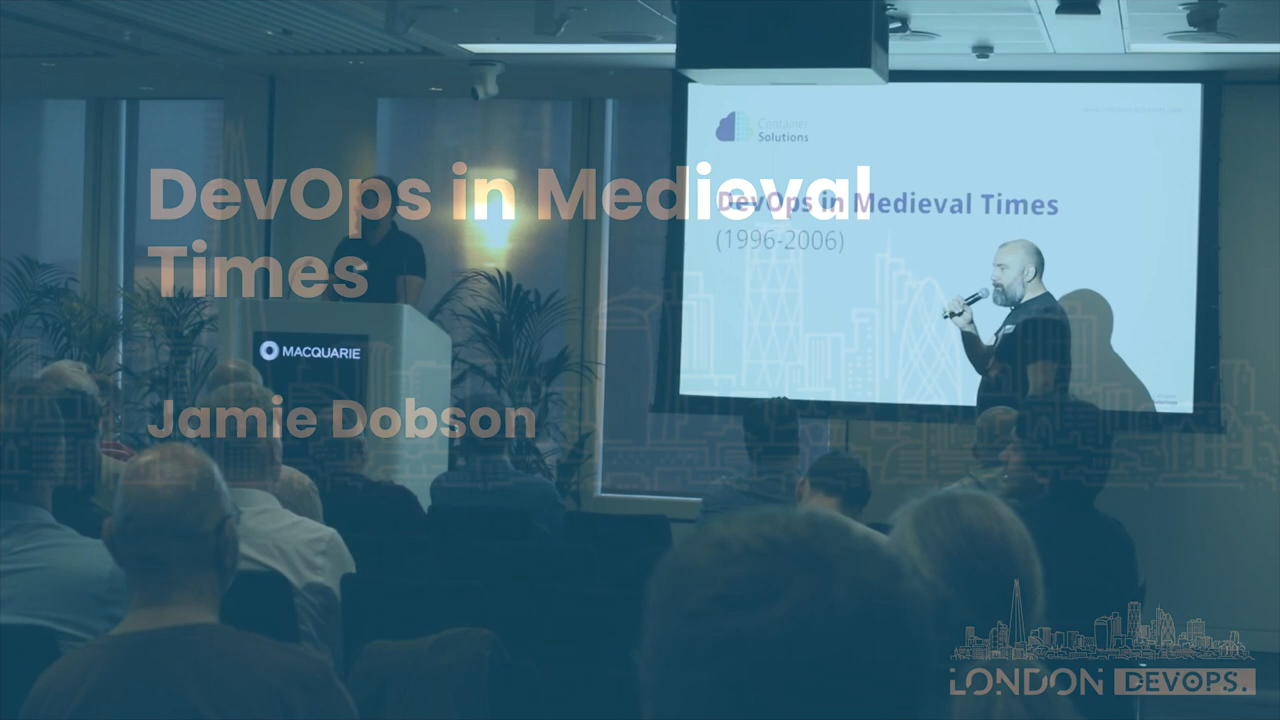 Container
Solutions
DevOps in Medieval
Times
DevOps in Medieval Times
(1996-2006)
MACQUARIE
Jamie Dobson
LONDON DEVOPS.